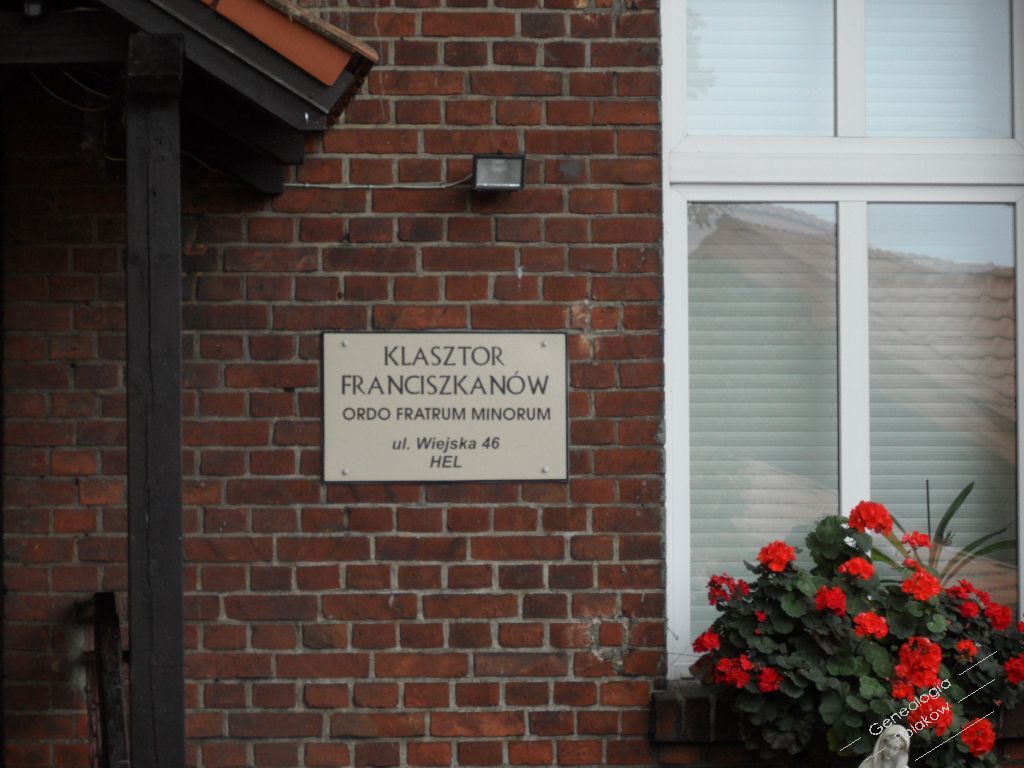 KLASZTOR
FRANCISZKANÓW
ORDO FRATRUM MINORUM
ul. Wiejska 46
HEL
Genealogia
Polaków